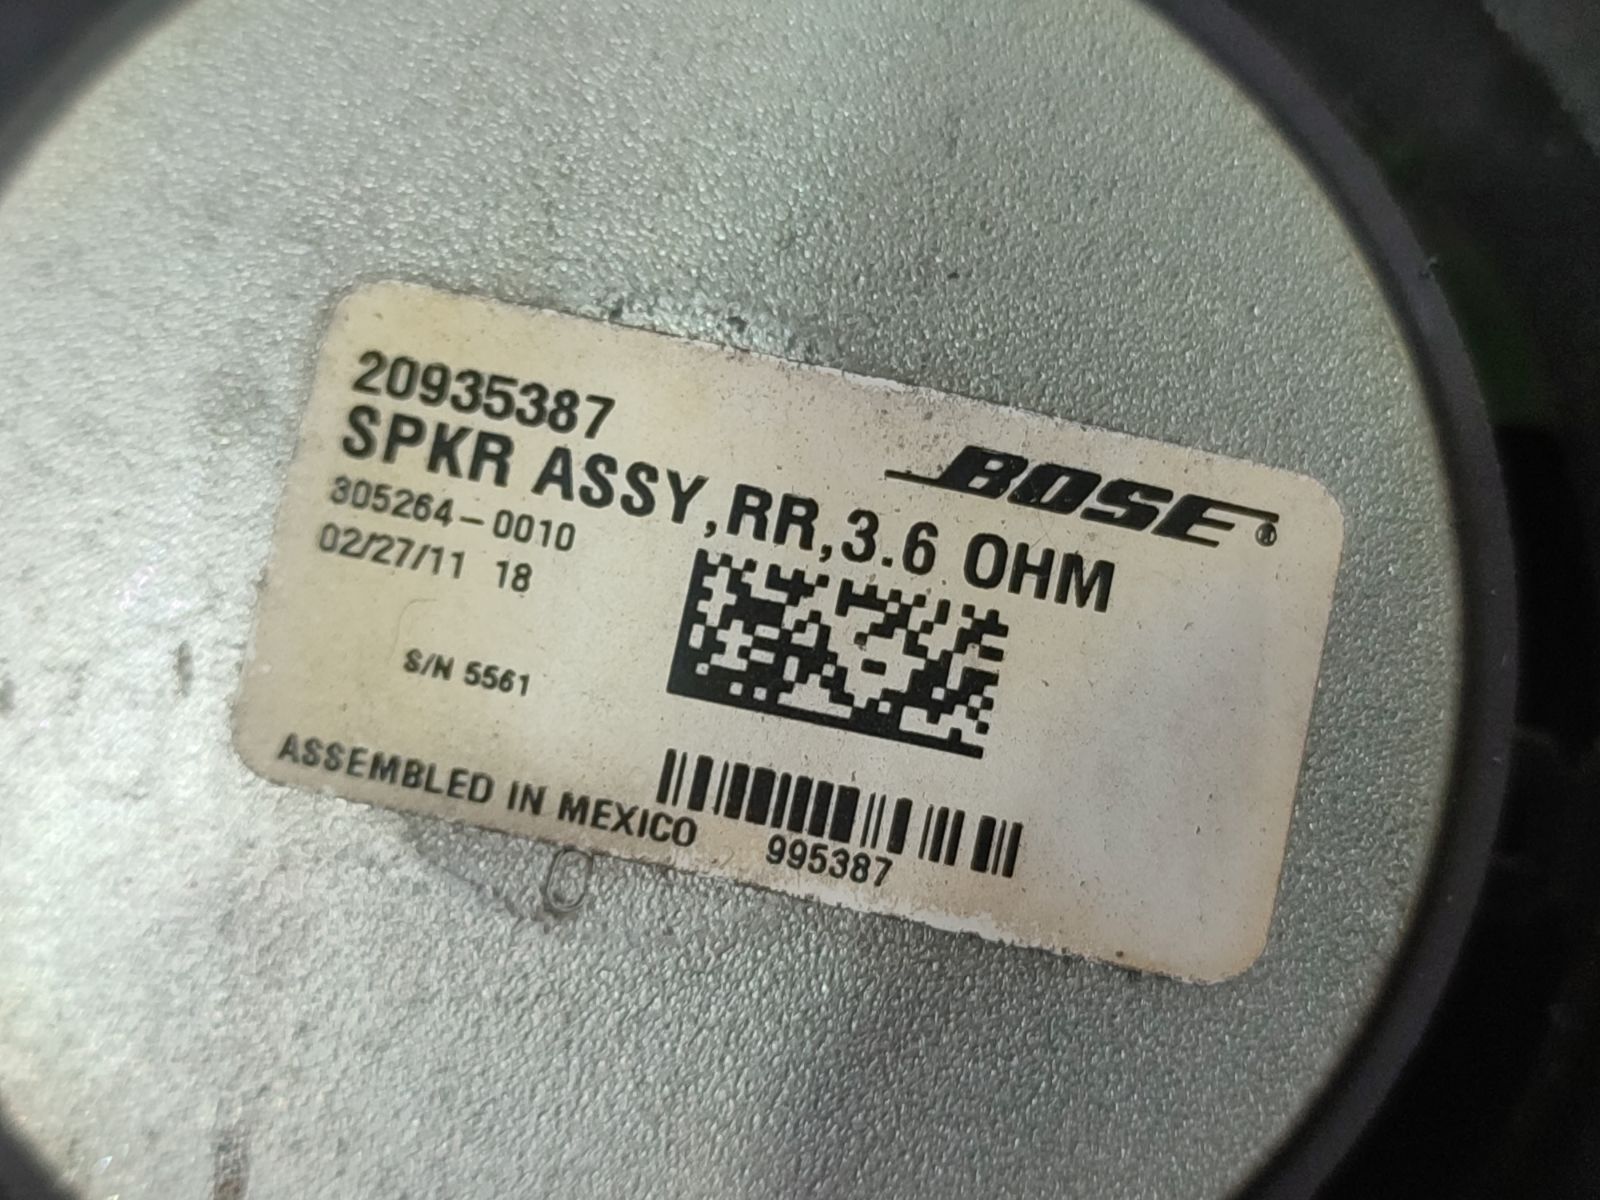 20935387
BOSE®
SPKR ASSY,RR,3.6 OHM
305264-0010
02/27/11 18
S/N 5561
ASSEMBLED IN MEXICO
995387